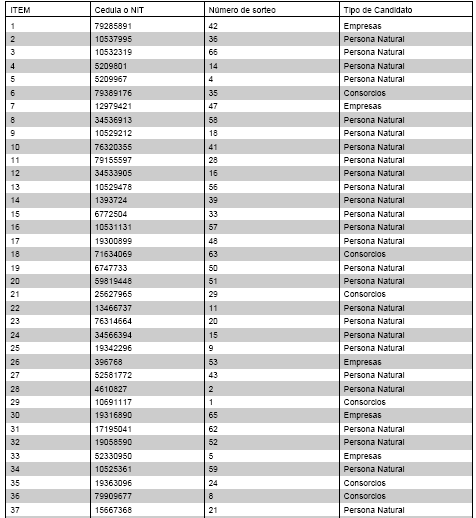 ITEM Cedula o NIT Número de sorteo Tipo de Candidato
1 79285891 42 Empresas
2 10537995 36 Persona Natural
3 10532319 66 Persona Natural
4 5209801 14 Persona Natural
5 5209967 4 Persona Natural
6 79389176 35 Consorcios
7 12979421 47 Empresas
8 34536913 58 Persona Natural
9 10529212 18 Persona Natural
10 76320355 41 Persona Natural
11 79155597 28 Persona Natural
12 34533905 16 Persona Natural
13 10529478 56 Persona Natural
14 1393724 39 Persona Natural
15 6772504 33 Persona Natural
16 10531131 57 Persona Natural
17 19300899 48 Persona Natural
18 71634069 63 Consorcios
19 6747733 50 Persona Natural
20 59819448 51 Persona Natural
21 25627965 29 Consorcios
22 13466737 11 Persona Natural
23 76314664 20 Persona Natural
24 34566394 15 Persona Natural
25 19342296 9 Persona Natural
26 396768 53 Empresas
27 52581772 43 Persona Natural
28 4610827 2 Persona Natural
29 10691117 1 Consorcios
30 19316890 65 Empresas
31 17195041 62 Persona Natural
32 19058590 52 Persona Natural
33 52330950 5 Empresas
34 10525361 59 Persona Natural
35 19363096 24 Consorcios
36 79909677 8 Consorcios
37 15667368 21 Persona Natural